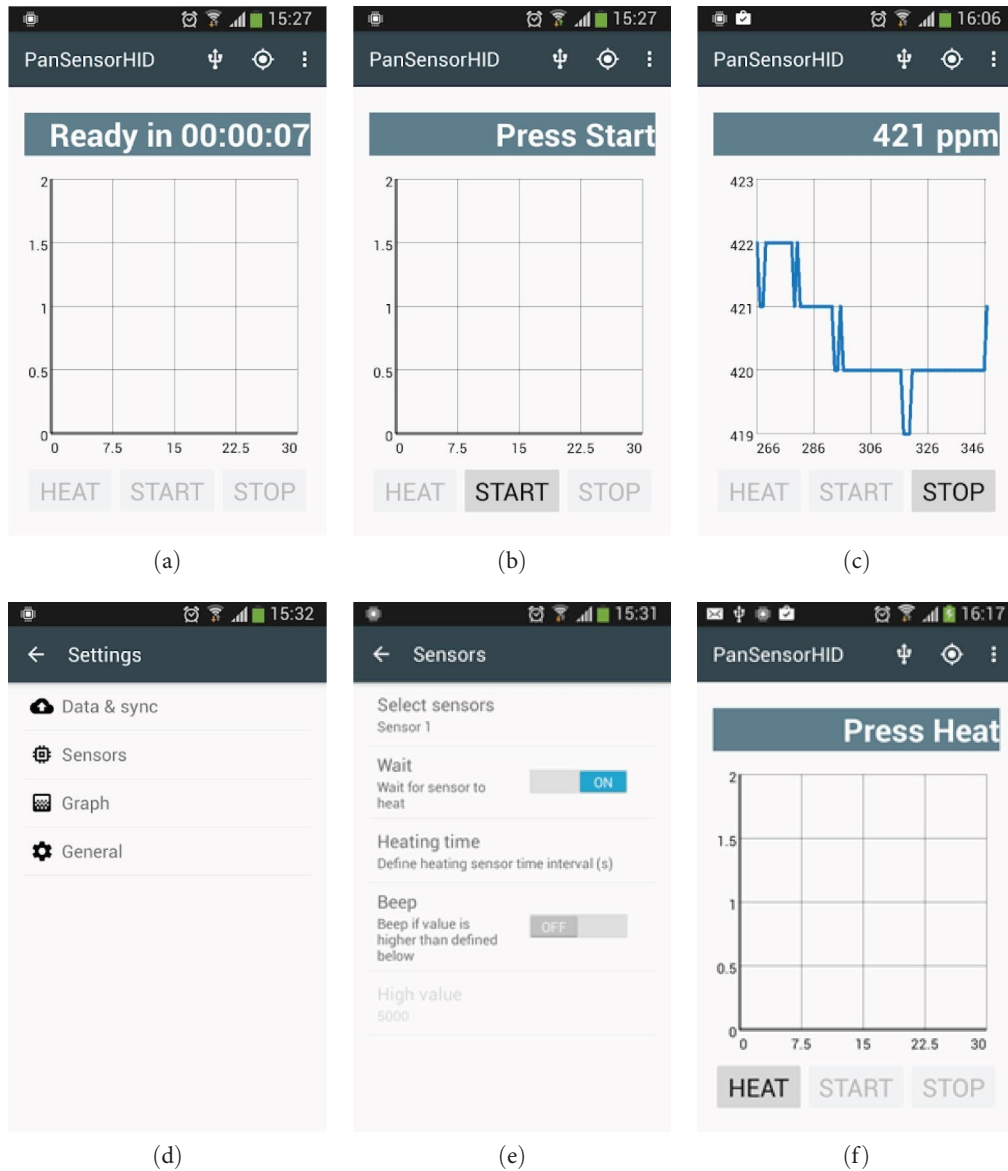 15:27
PanSensorHID
Ready in 00:00:07
2
1.5
1
0.5
0
0 7.5 15 22.5 30
HEAT START STOP
(a)
15:27
PanSensorHID
Press Start
2
1.5
1
0.5
0
0 7.5 15 22.5 30
HEAT START STOP
(b)
16:06
PanSensorHID
421 ppm
423
422
421
420
419
266 286 306 326 346
HEAT START STOP
(c)
15:32
Settings
Data & sync
Sensors
Graph
General
(d)
15:31
Sensors
Select sensors
Sensor 1
Wait
Wait for sensor to
heat
ON
Heating time
Define heating sensor time interval (s)
Beep
Beep if value is
higher than defined
below
OFF
High value
5000
(e)
16:17
PanSensorHID
Press Heat
2
1.5
1
0.5
0
0 7.5 15 22.5 30
HEAT START STOP
(f)